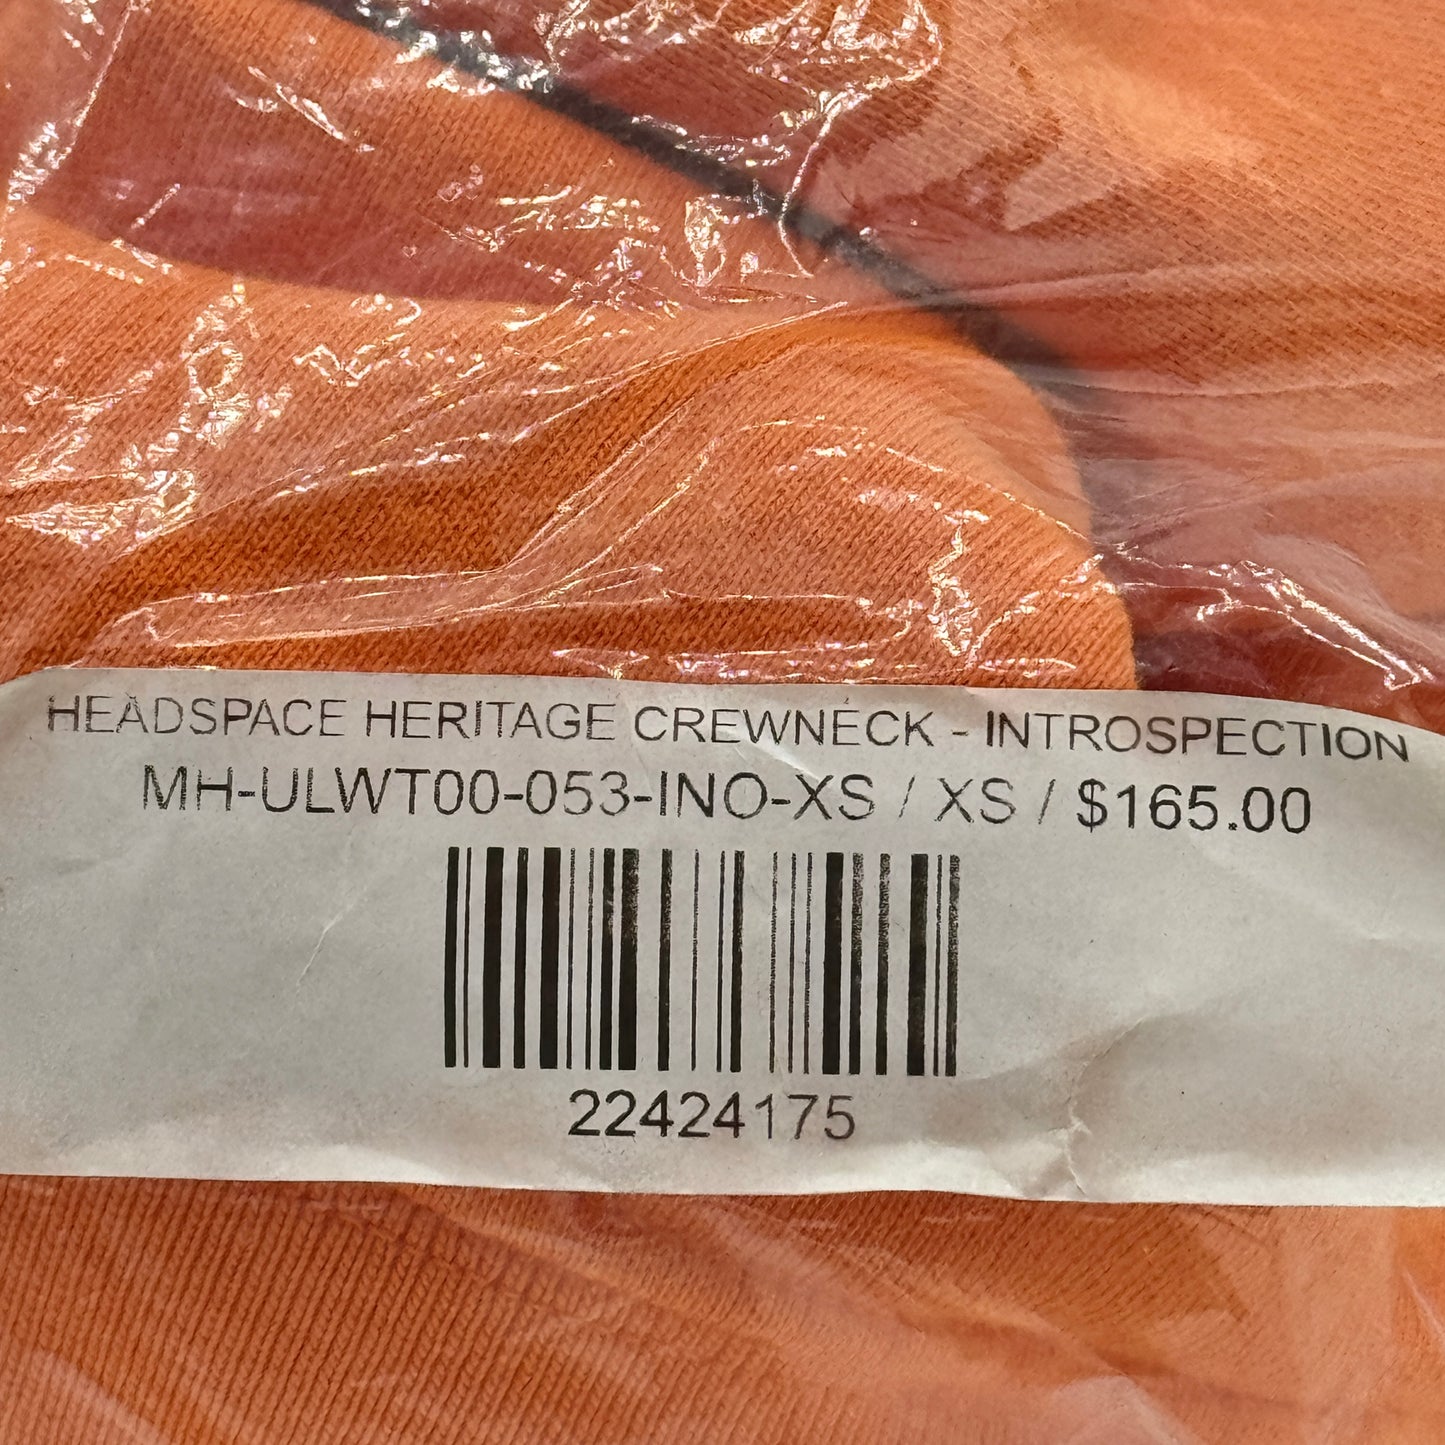 HEADSPACE HERITAGE CREWNECK - INTROSPECTION
MH-ULWT00-053-INO-XS / XS / $165.00
22424175